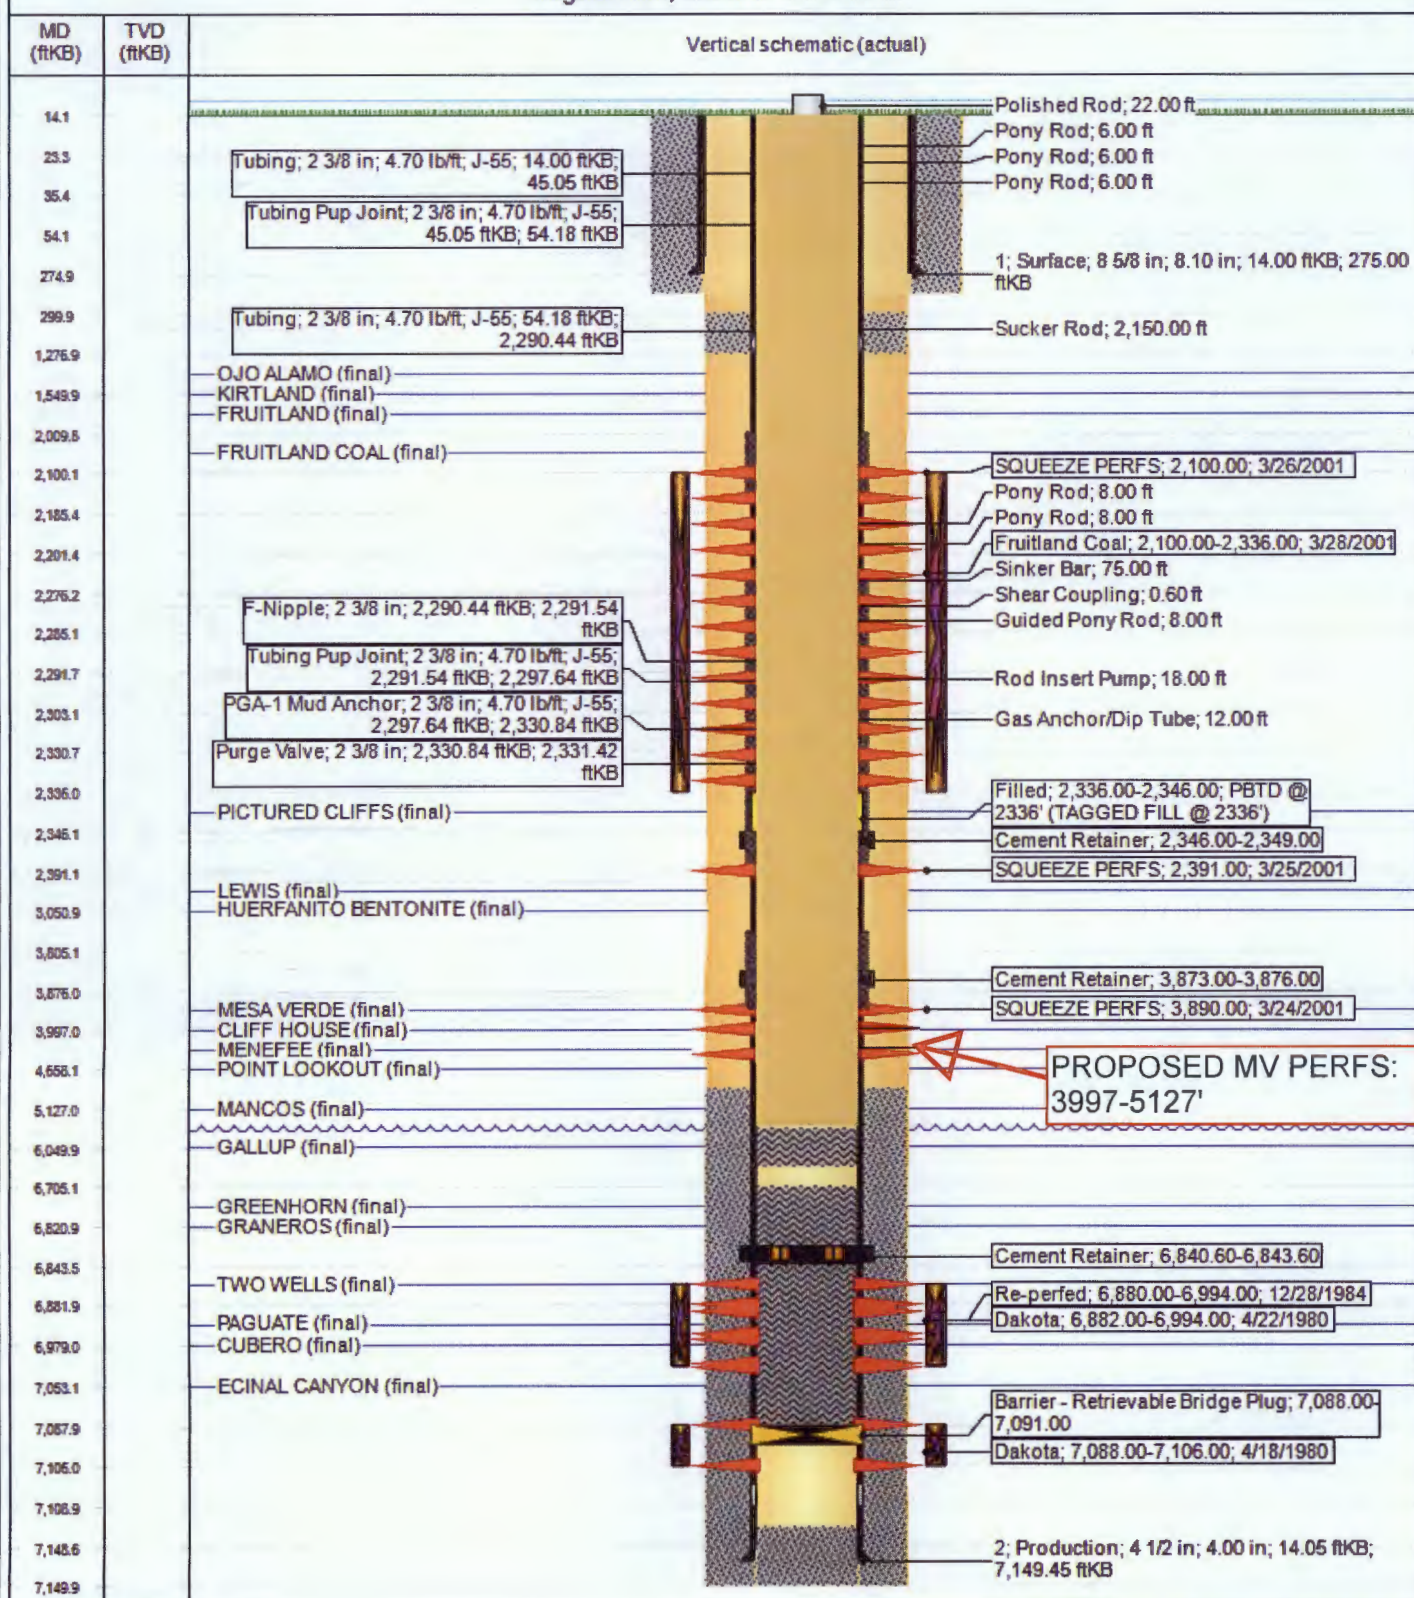 MD
(ftKB)
TVD
(ftKB)
Vertical schematic (actual)
14.1
23.3
35.4
54.1
274.9
299.9
1,276.9
1,549.9
2,009.5
2,100.1
2,185.4
2,201.4
2,276.2
2,285.1
2,291.7
2,303.1
2,330.7
2,336.0
2,346.1
2,391.1
3,050.9
3,805.1
3,876.0
3,997.0
4,658.1
5,127.0
6,049.9
6,705.1
6,820.9
6,843.5
6,881.9
6,979.0
7,053.1
7,087.9
7,106.0
7,108.9
7,148.6
7,149.9
Tubing; 2 3/8 in; 4.70 lb/ft; J-55; 14.00 ftKB;
45.05 ftKB
Tubing Pup Joint; 2 3/8 in; 4.70 lb/ft; J-55;
45.05 ftKB; 54.18 ftKB
Tubing; 2 3/8 in; 4.70 lb/ft; J-55; 54.18 ftKB;
2,290.44 ftKB
OJO ALAMO (final)
KIRTLAND (final)
FRUITLAND (final)
FRUITLAND COAL (final)
F-Nipple; 2 3/8 in; 2,290.44 ftKB; 2,291.54
ftKB
Tubing Pup Joint; 2 3/8 in; 4.70 lb/ft; J-55;
2,291.54 ftKB; 2,297.64 ftKB
PGA-1 Mud Anchor; 2 3/8 in; 4.70 lb/ft; J-55;
2,297.64 ftKB; 2,330.84 ftKB
Purge Valve; 2 3/8 in; 2,330.84 ftKB; 2,331.42
ftKB
PICTURED CLIFFS (final)
LEWIS (final)
HUERFANITO BENTONITE (final)
MESA VERDE (final)
CLIFF HOUSE (final)
MENEFEE (final)
POINT LOOKOUT (final)
MANCOS (final)
GALLUP (final)
GREENHORN (final)
GRANEROS (final)
TWO WELLS (final)
PAGUATE (final)
CUBERO (final)
ECINAL CANYON (final)
Polished Rod; 22.00 ft
Pony Rod; 6.00 ft
Pony Rod; 6.00 ft
Pony Rod; 6.00 ft
1; Surface; 8 5/8 in; 8.10 in; 14.00 ftKB; 275.00
ftKB
Sucker Rod; 2,150.00 ft
SQUEEZE PERFS; 2,100.00; 3/26/2001
Pony Rod; 8.00 ft
Pony Rod; 8.00 ft
Fruitland Coal; 2,100.00-2,336.00; 3/28/2001
Sinker Bar; 75.00 ft
Shear Coupling; 0.60 ft
Guided Pony Rod; 8.00 ft
Rod Insert Pump; 18.00 ft
Gas Anchor/Dip Tube; 12.00 ft
Filled; 2,336.00-2,346.00; PBTD @
2336' (TAGGED FILL @ 2336')
Cement Retainer; 2,346.00-2,349.00
SQUEEZE PERFS; 2,391.00; 3/25/2001
Cement Retainer; 3,873.00-3,876.00
SQUEEZE PERFS; 3,890.00; 3/24/2001
PROPOSED MV PERFS:
3997-5127'
Cement Retainer; 6,840.60-6,843.60
Re-perfed; 6,880.00-6,994.00; 12/28/1984
Dakota; 6,882.00-6,994.00; 4/22/1980
Barrier - Retrievable Bridge Plug; 7,088.00-
7,091.00
Dakota; 7,088.00-7,106.00; 4/18/1980
2; Production; 4 1/2 in; 4.00 in; 14.05 ftKB;
7,149.45 ftKB